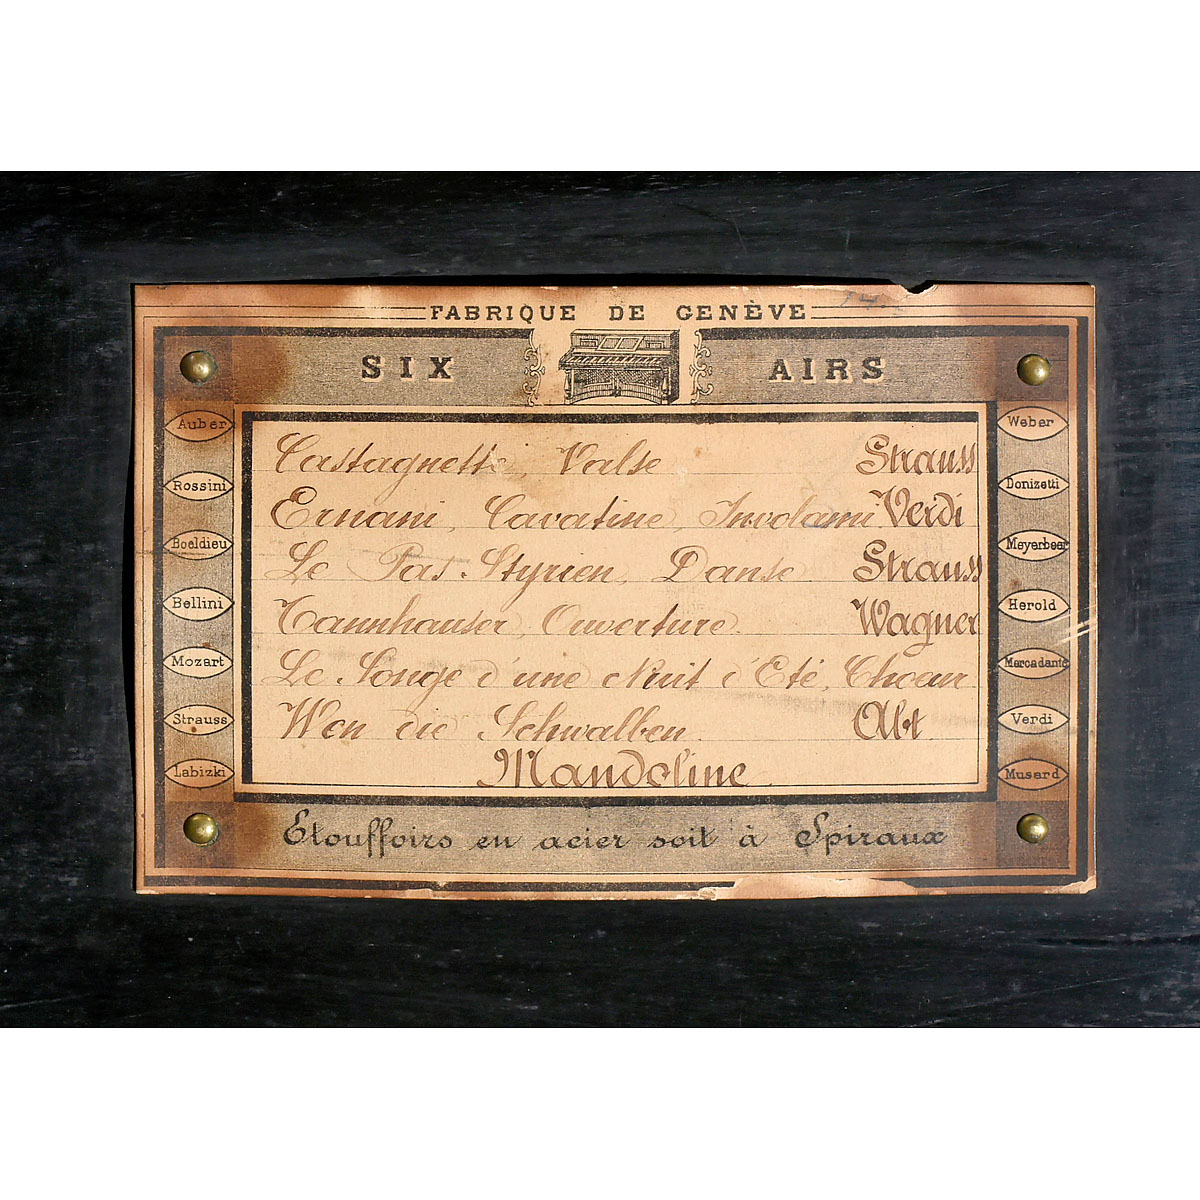 FABRIQUE DE GENÈVE
SIX AIRS
Auber
Rossini
Boeldieu
Bellini
Mozart
Strauss
Labizki
Castagnette, Valse Strauss
Ernani, Cavatine, Involami Verdi
Le Pas Styrien, Danse Strauss
Tannhauser, Ouverture Wagner
Le Songe d'une Nuit d'Eté, Choeur
Wen die Schwalben Abt
Mandoline
Weber
Donizetti
Meyerbeer
Herold
Mercadante
Verdi
Musard
Etouffoirs en acier soit à Spiraux